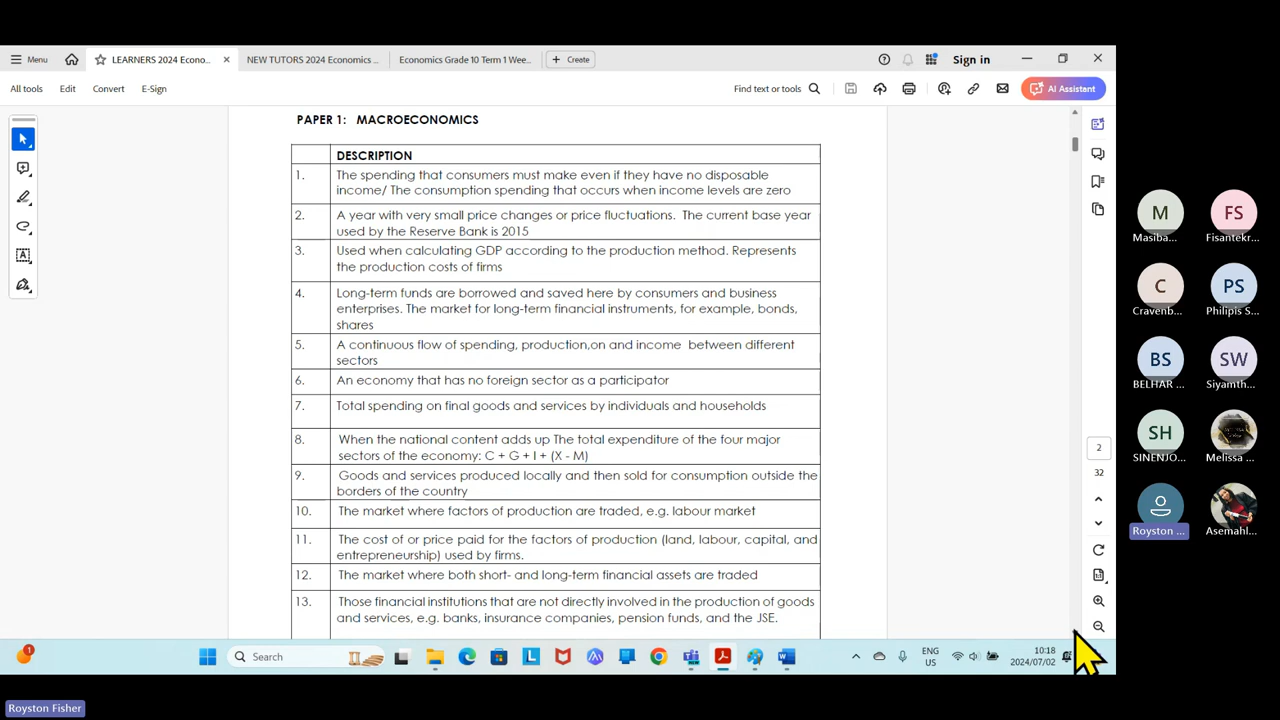 Menu
LEARNERS 2024 Econo...
NEW TUTORS 2024 Economics ...
Economics Grade 10 Term 1 Wee...
Create
Sign in
All tools
Edit
Convert
E-Sign
Find text or tools
AI Assistant
PAPER 1: MACROECONOMICS
DESCRIPTION
1. The spending that consumers must make even if they have no disposable
income/ The consumption spending that occurs when income levels are zero
2. A year with very small price changes or price fluctuations. The current base year
used by the Reserve Bank is 2015
3. Used when calculating GDP according to the production method. Represents
the production costs of firms
4. Long-term funds are borrowed and saved here by consumers and business
enterprises. The market for long-term financial instruments, for example, bonds,
shares
5. A continuous flow of spending, production,on and income between different
sectors
6. An economy that has no foreign sector as a participator
7. Total spending on final goods and services by individuals and households
8. When the national content adds up The total expenditure of the four major
sectors of the economy: C + G + I + (X - M)
9. Goods and services produced locally and then sold for consumption outside the
borders of the country
10. The market where factors of production are traded, e.g. labour market
11. The cost of or price paid for the factors of production (land, labour, capital, and
entrepreneurship) used by firms.
12. The market where both short- and long-term financial assets are traded
13. Those financial institutions that are not directly involved in the production of goods
and services, e.g. banks, insurance companies, pension funds, and the JSE.
2
32
M
Masiba...
FS
Fisantekr...
C
Cravenb...
PS
Philipis S...
BS
BELHAR ...
SW
Siyamth...
SH
SINENJO...
Melissa ...
Royston ...
Asemahl...
1
Search
ENG
US
10:18
2024/07/02
Royston Fisher